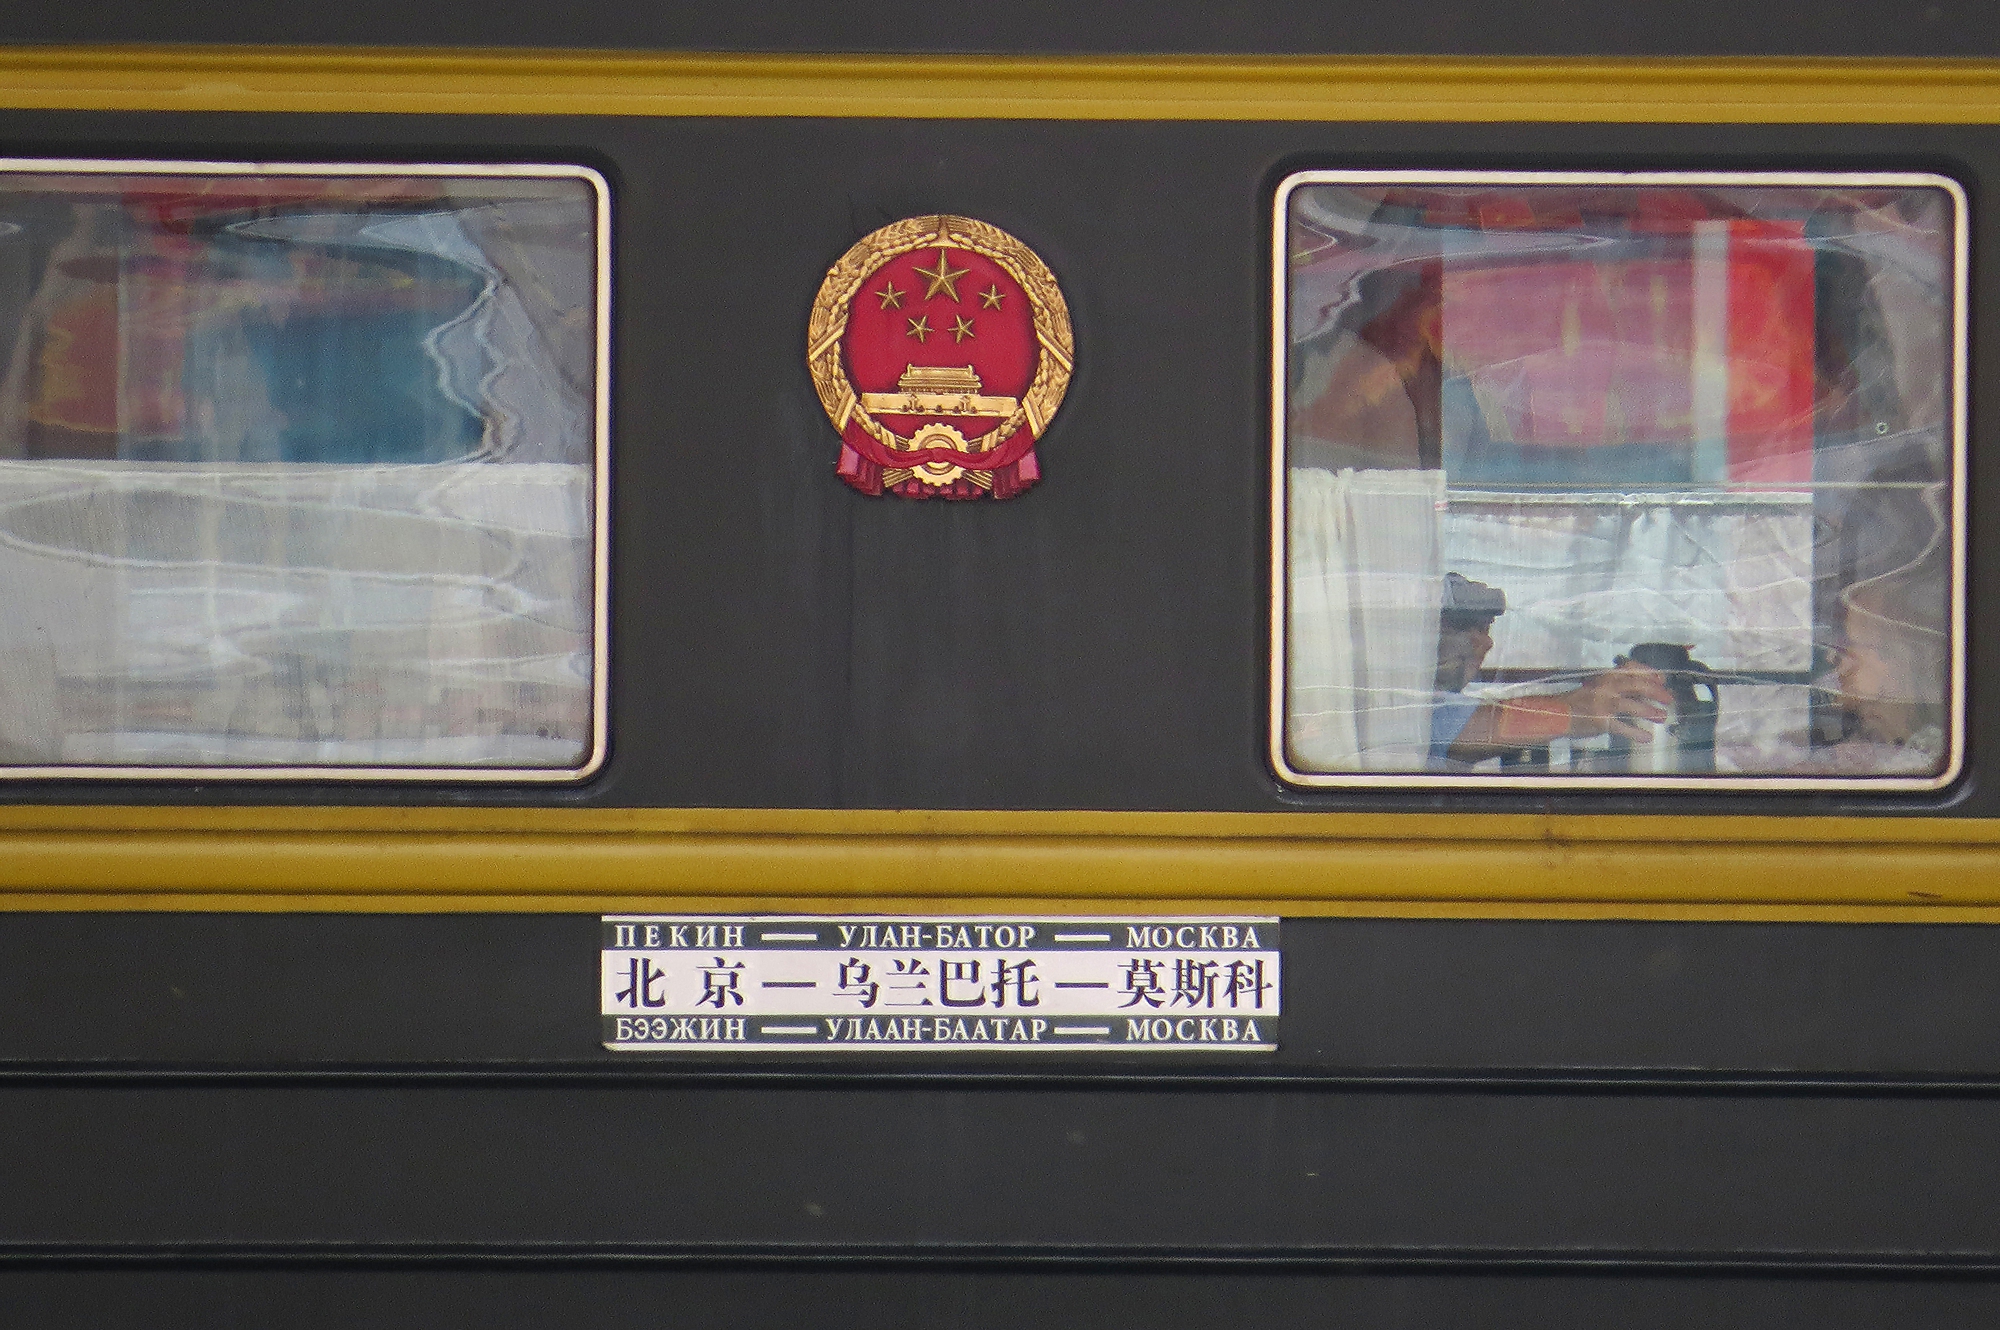 ПЕКИН — УЛАН-БАТОР — МОСКВА
北京—乌兰巴托—莫斯科
БЭЭЖИН — УЛААН-БААТАР — МОСКВА